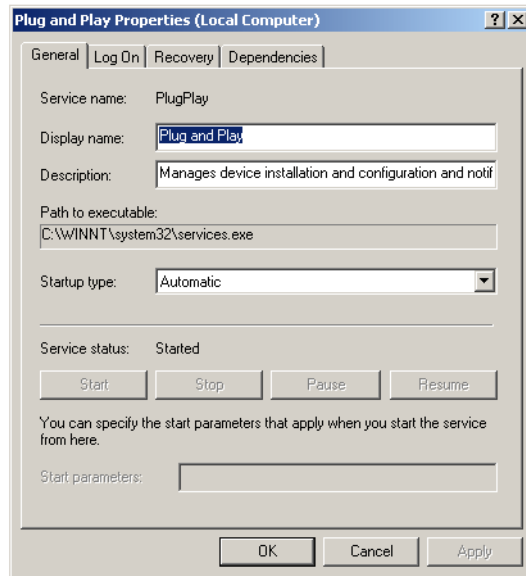 Plug and Play Properties (Local Computer)
General Log On Recovery Dependencies
Service name: PlugPlay
Display name: Plug and Play
Description: Manages device installation and configuration and notif
Path to executable:
C:\WINNT\system32\services.exe
Startup type: Automatic
Service status: Started
Start Stop Pause Resume
You can specify the start parameters that apply when you start the service
from here.
Start parameters:
OK Cancel Apply